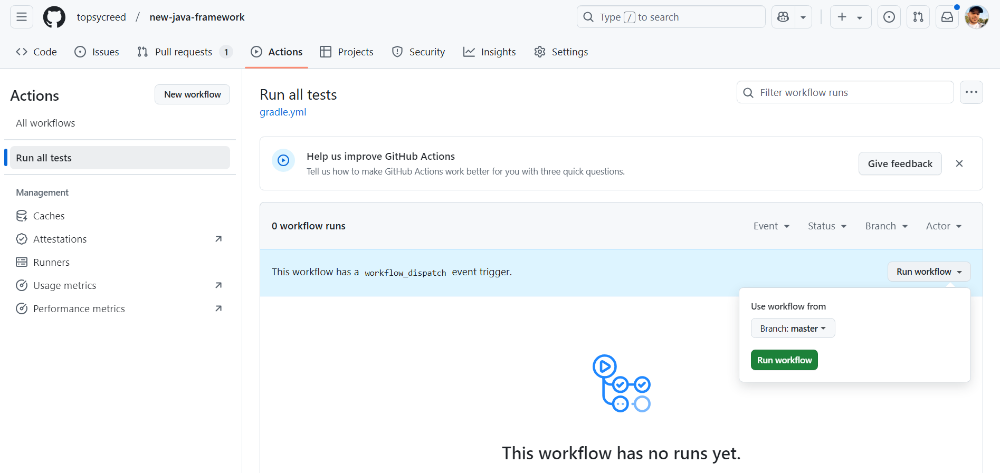 topsycreed / new-java-framework
Type / to search
Code
Issues
Pull requests 1
Actions
Projects
Security
Insights
Settings
Actions
New workflow
All workflows
Run all tests
Management
Caches
Attestations
Runners
Usage metrics
Performance metrics
Run all tests
gradle.yml
Filter workflow runs
Help us improve GitHub Actions
Tell us how to make GitHub Actions work better for you with three quick questions.
Give feedback
0 workflow runs
Event
Status
Branch
Actor
This workflow has a workflow_dispatch event trigger.
Run workflow
Use workflow from
Branch: master
Run workflow
This workflow has no runs yet.